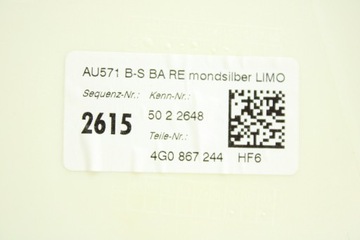 AU571 B-S BA RE mondsilber LIMO
Sequenz-Nr.: Kenn-Nr.:
2615 50 2 2648
Teile-Nr.:
4G0 867 244 HF6